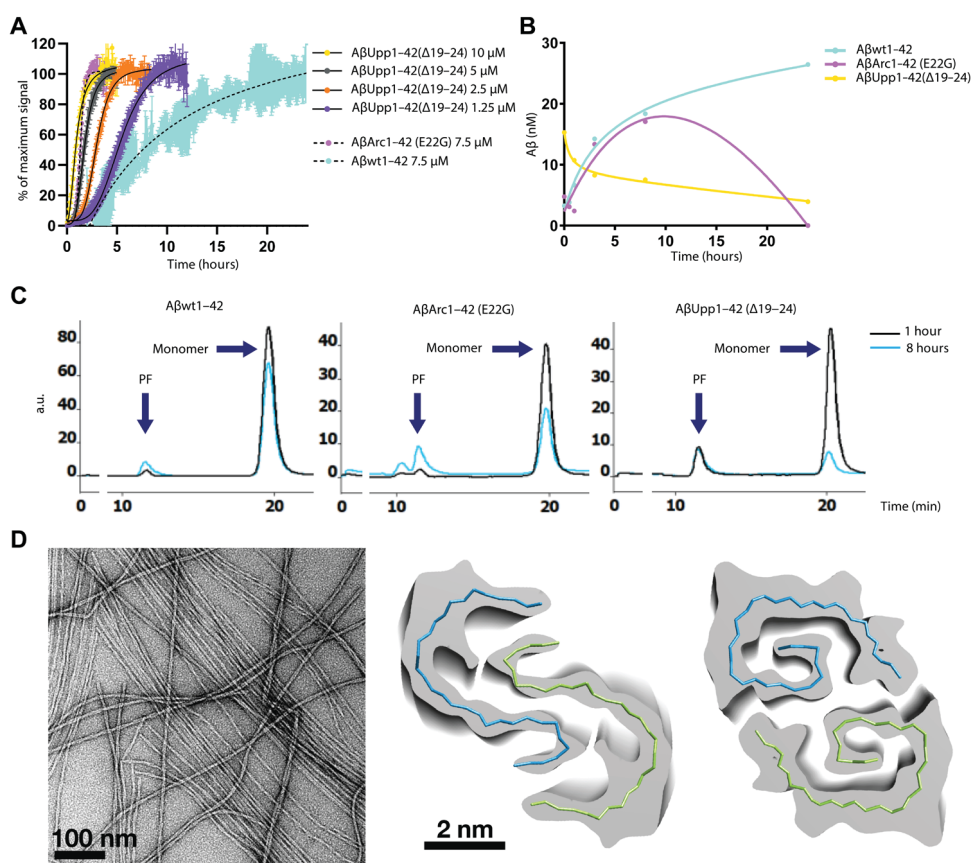 A
120
100
80
60
40
20
0
% of maximum signal
0 5 10 15 20
Time (hours)
AβUpp1–42(Δ19–24) 10 μM
AβUpp1–42(Δ19–24) 5 μM
AβUpp1–42(Δ19–24) 2.5 μM
AβUpp1–42(Δ19–24) 1.25 μM
AβArc1–42 (E22G) 7.5 μM
Aβwt1–42 7.5 μM
B
30
20
10
0
Aβ (nM)
0 5 10 15 20
Time (hours)
Aβwt1–42
AβArc1–42 (E22G)
AβUpp1–42(Δ19–24)
C
Aβwt1–42
80
60
40
20
0
a.u.
Monomer
PF
0 10 20
AβArc1–42 (E22G)
40
30
20
10
0
Monomer
PF
0 10 20
AβUpp1–42 (Δ19–24)
40
30
20
10
0
Monomer
PF
0 10 20
1 hour
8 hours
Time (min)
D
100 nm
2 nm